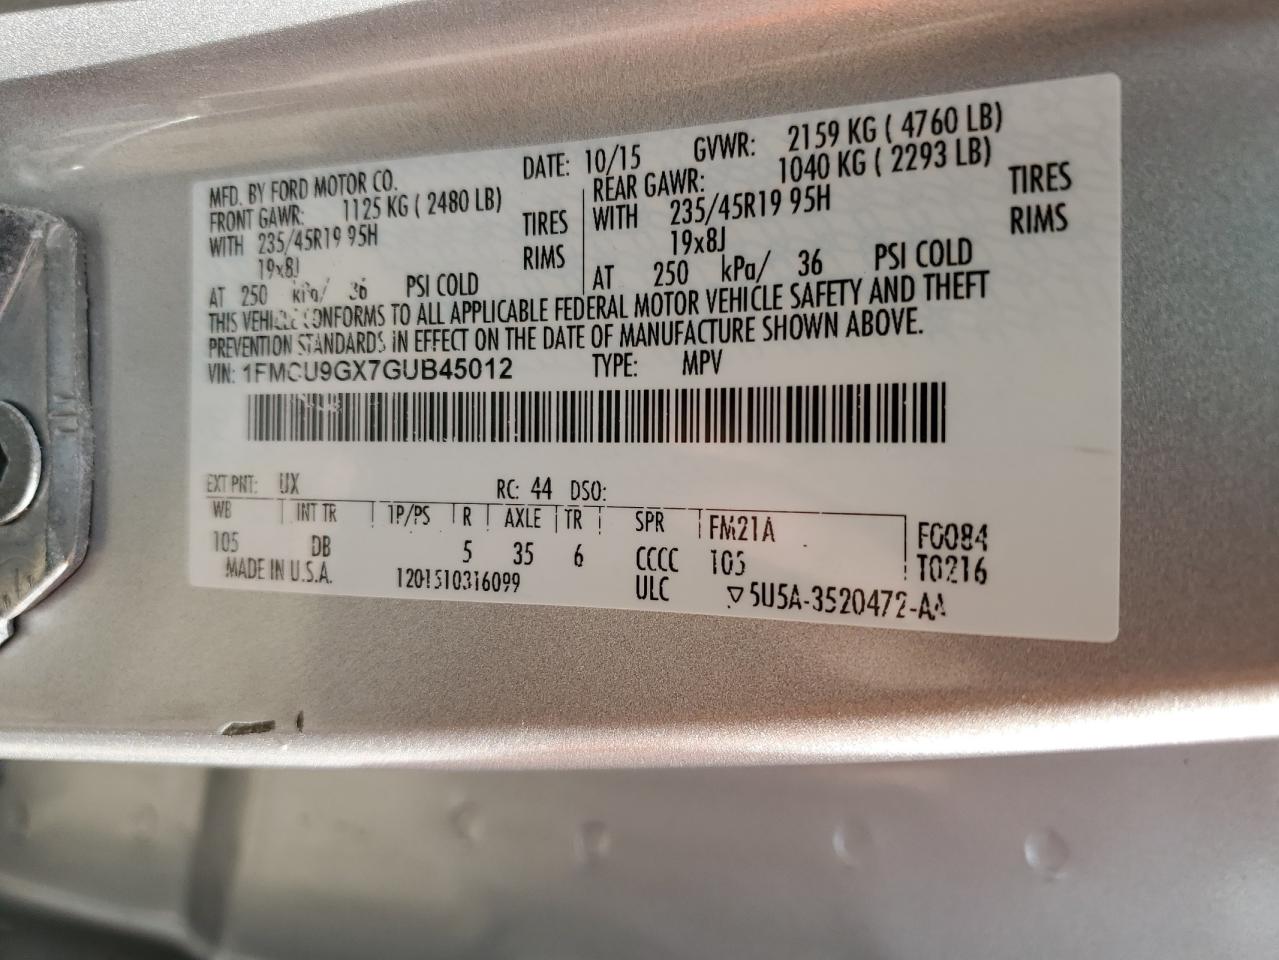 MFD. BY FORD MOTOR CO. DATE: 10/15 GVWR: 2159 KG ( 4760 LB)
FRONT GAWR: 1125 KG ( 2480 LB) REAR GAWR: 1040 KG ( 2293 LB)
WITH 235/45R19 95H TIRES WITH 235/45R19 95H TIRES
19x8J RIMS 19x8J RIMS
AT 250 kPa/ 36 PSI COLD AT 250 kPa/ 36 PSI COLD
THIS VEHICLE CONFORMS TO ALL APPLICABLE FEDERAL MOTOR VEHICLE SAFETY AND THEFT
PREVENTION STANDARDS IN EFFECT ON THE DATE OF MANUFACTURE SHOWN ABOVE.
VIN: 1FMCU9GX7GUB45012 TYPE: MPV
EXT PNT: UX RC: 44 DSO:
WB INT TR TP/PS R AXLE TR SPR FM21A F0084
105 DB 5 35 6 CCCC 105 T0216
MADE IN U.S.A. 1201510316099 ULC ▽5U5A-3520472-AA